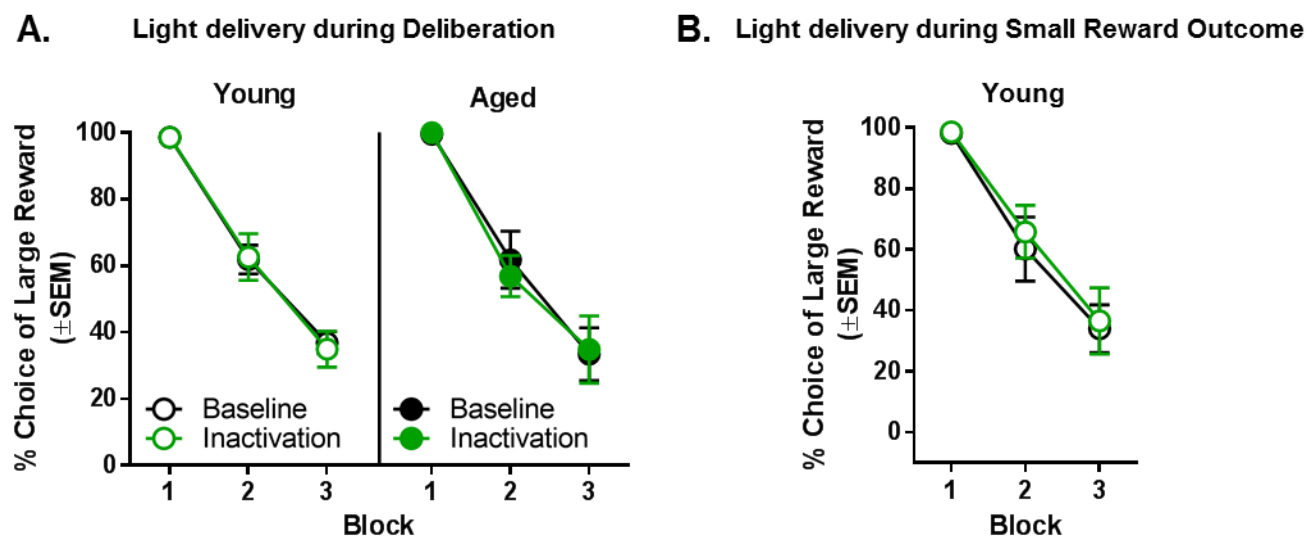 A. Light delivery during Deliberation
Young
Aged
% Choice of Large Reward
(±SEM)
100
80
60
40
20
0
Baseline
Inactivation
Baseline
Inactivation
1 2 3
1 2 3
Block
B. Light delivery during Small Reward Outcome
Young
% Choice of Large Reward
(±SEM)
100
80
60
40
20
0
1 2 3
Block